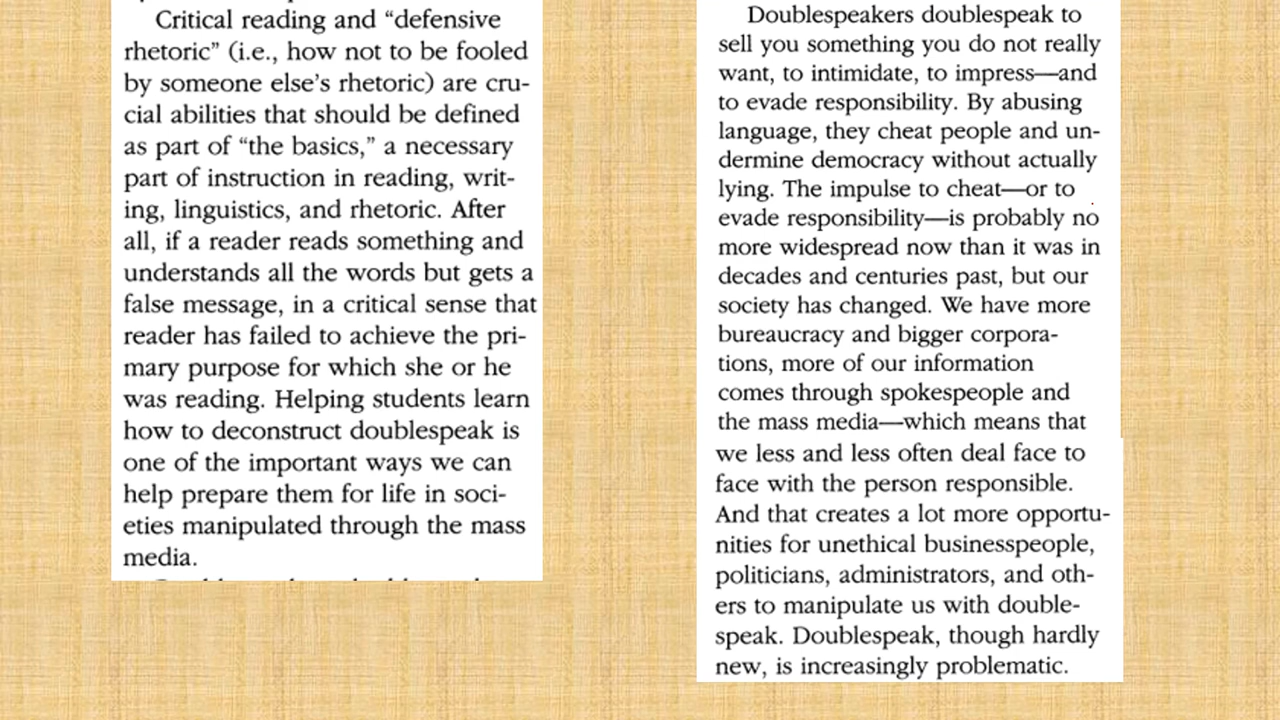 Critical reading and “defensive
rhetoric” (i.e., how not to be fooled
by someone else’s rhetoric) are cru-
cial abilities that should be defined
as part of “the basics,” a necessary
part of instruction in reading, writ-
ing, linguistics, and rhetoric. After
all, if a reader reads something and
understands all the words but gets a
false message, in a critical sense that
reader has failed to achieve the pri-
mary purpose for which she or he
was reading. Helping students learn
how to deconstruct doublespeak is
one of the important ways we can
help prepare them for life in soci-
eties manipulated through the mass
media.
Doublespeakers doublespeak to
sell you something you do not really
want, to intimidate, to impress—and
to evade responsibility. By abusing
language, they cheat people and un-
dermine democracy without actually
lying. The impulse to cheat—or to
evade responsibility—is probably no
more widespread now than it was in
decades and centuries past, but our
society has changed. We have more
bureaucracy and bigger corpora-
tions, more of our information
comes through spokespeople and
the mass media—which means that
we less and less often deal face to
face with the person responsible.
And that creates a lot more opportu-
nities for unethical businesspeople,
politicians, administrators, and oth-
ers to manipulate us with double-
speak. Doublespeak, though hardly
new, is increasingly problematic.